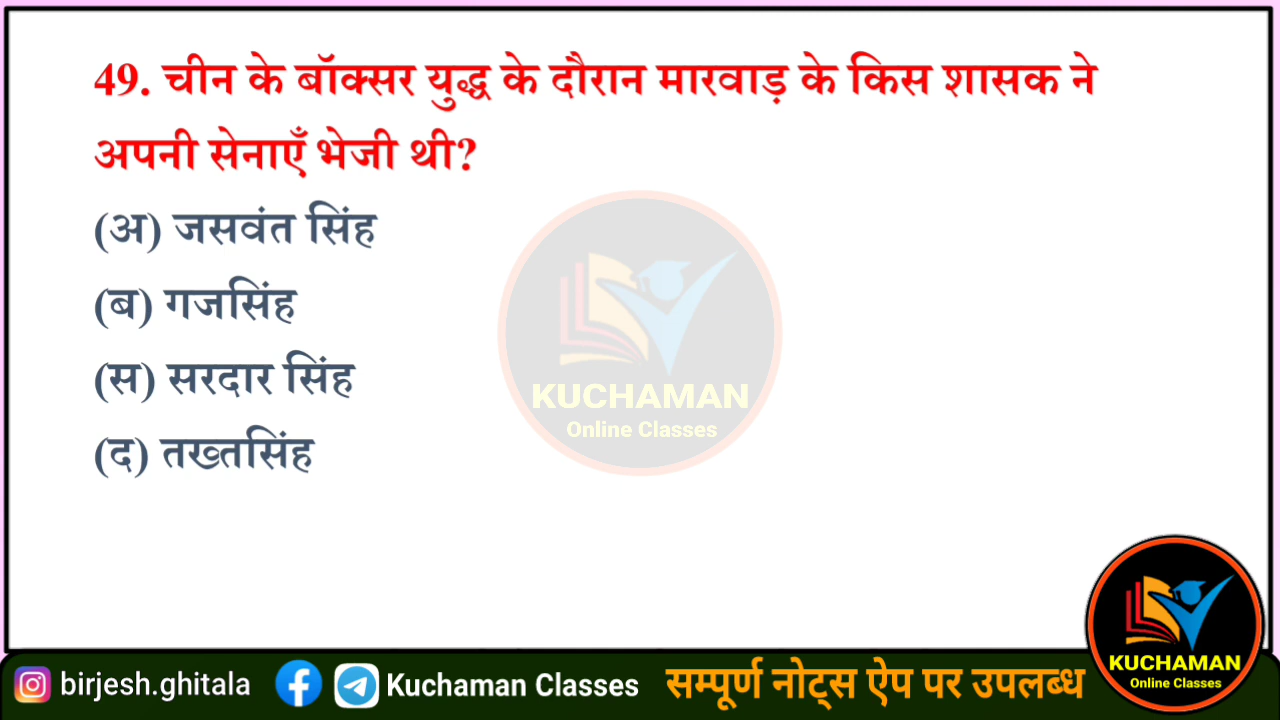 49. चीन के बॉक्सर युद्ध के दौरान मारवाड़ के किस शासक ने
अपनी सेनाएँ भेजी थी?
(अ) जसवंत सिंह
(ब) गजसिंह
(स) सरदार सिंह
(द) तख्तसिंह
KUCHAMAN
Online Classes
KUCHAMAN
Online Classes
birjesh.ghitala Kuchaman Classes सम्पूर्ण नोट्स ऐप पर उपलब्ध